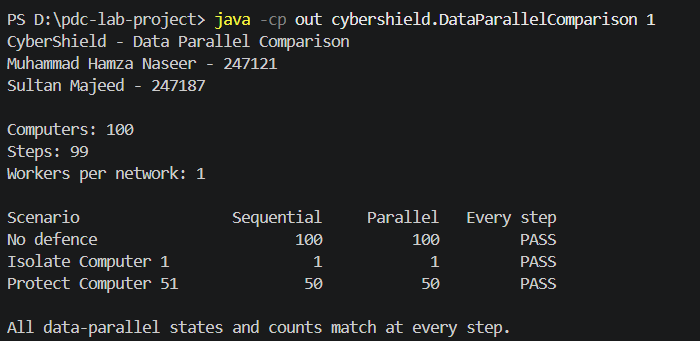 PS D:\pdc-lab-project> java -cp out cybershield.DataParallelComparison 1
CyberShield - Data Parallel Comparison
Muhammad Hamza Naseer - 247121
Sultan Majeed - 247187
Computers: 100
Steps: 99
Workers per network: 1
Scenario Sequential Parallel Every step
No defence 100 100 PASS
Isolate Computer 1 1 1 PASS
Protect Computer 51 50 50 PASS
All data-parallel states and counts match at every step.